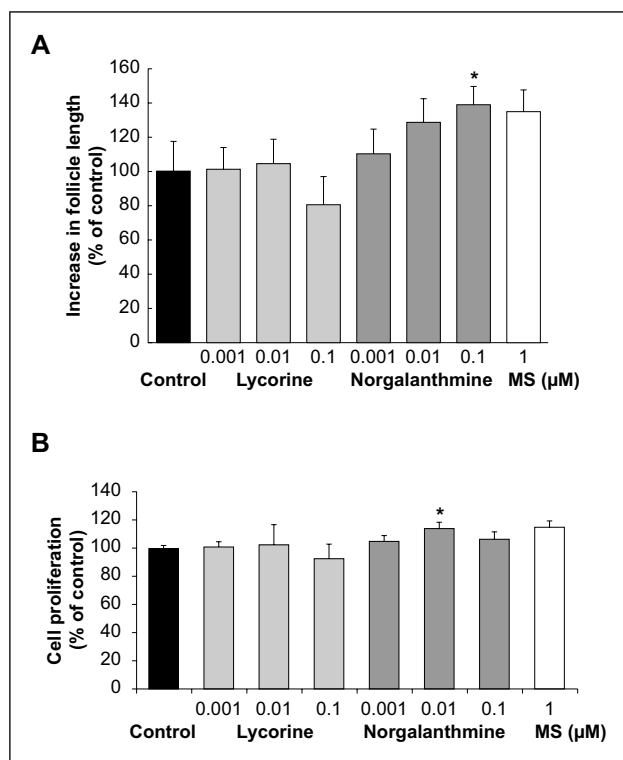 A
Increase in follicle length
(% of control)
160
140
120
100
80
60
40
20
0
*
0.001 0.01 0.1 0.001 0.01 0.1 1
Control Lycorine Norgalanthmine MS (µM)
B
Cell proliferation
(% of control)
140
120
100
80
60
40
20
0
*
0.001 0.01 0.1 0.001 0.01 0.1 1
Control Lycorine Norgalanthmine MS (µM)